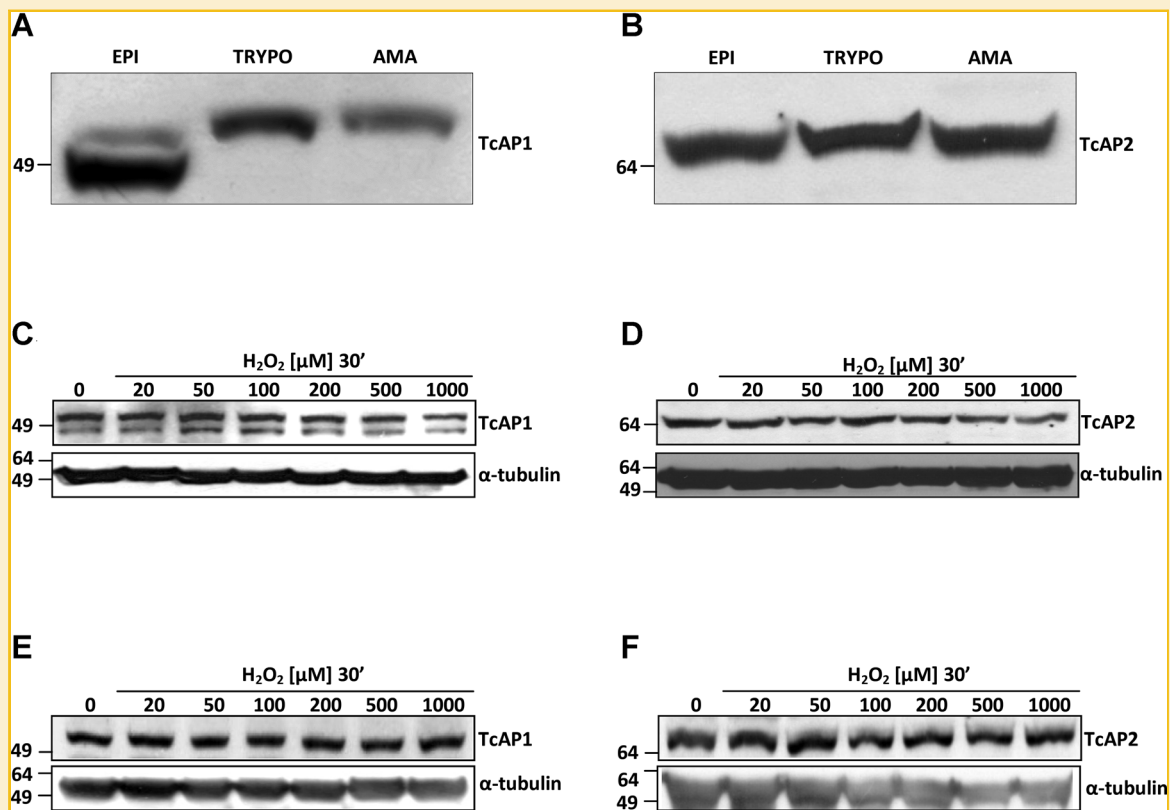 A
EPI TRYPO AMA
49
TcAP1
B
EPI TRYPO AMA
64
TcAP2
C
H₂O₂ [µM] 30’
0 20 50 100 200 500 1000
49
TcAP1
64
49
α-tubulin
D
H₂O₂ [µM] 30’
0 20 50 100 200 500 1000
64
TcAP2
64
49
α-tubulin
E
H₂O₂ [µM] 30’
0 20 50 100 200 500 1000
49
TcAP1
64
49
α-tubulin
F
H₂O₂ [µM] 30’
0 20 50 100 200 500 1000
64
TcAP2
64
49
α-tubulin